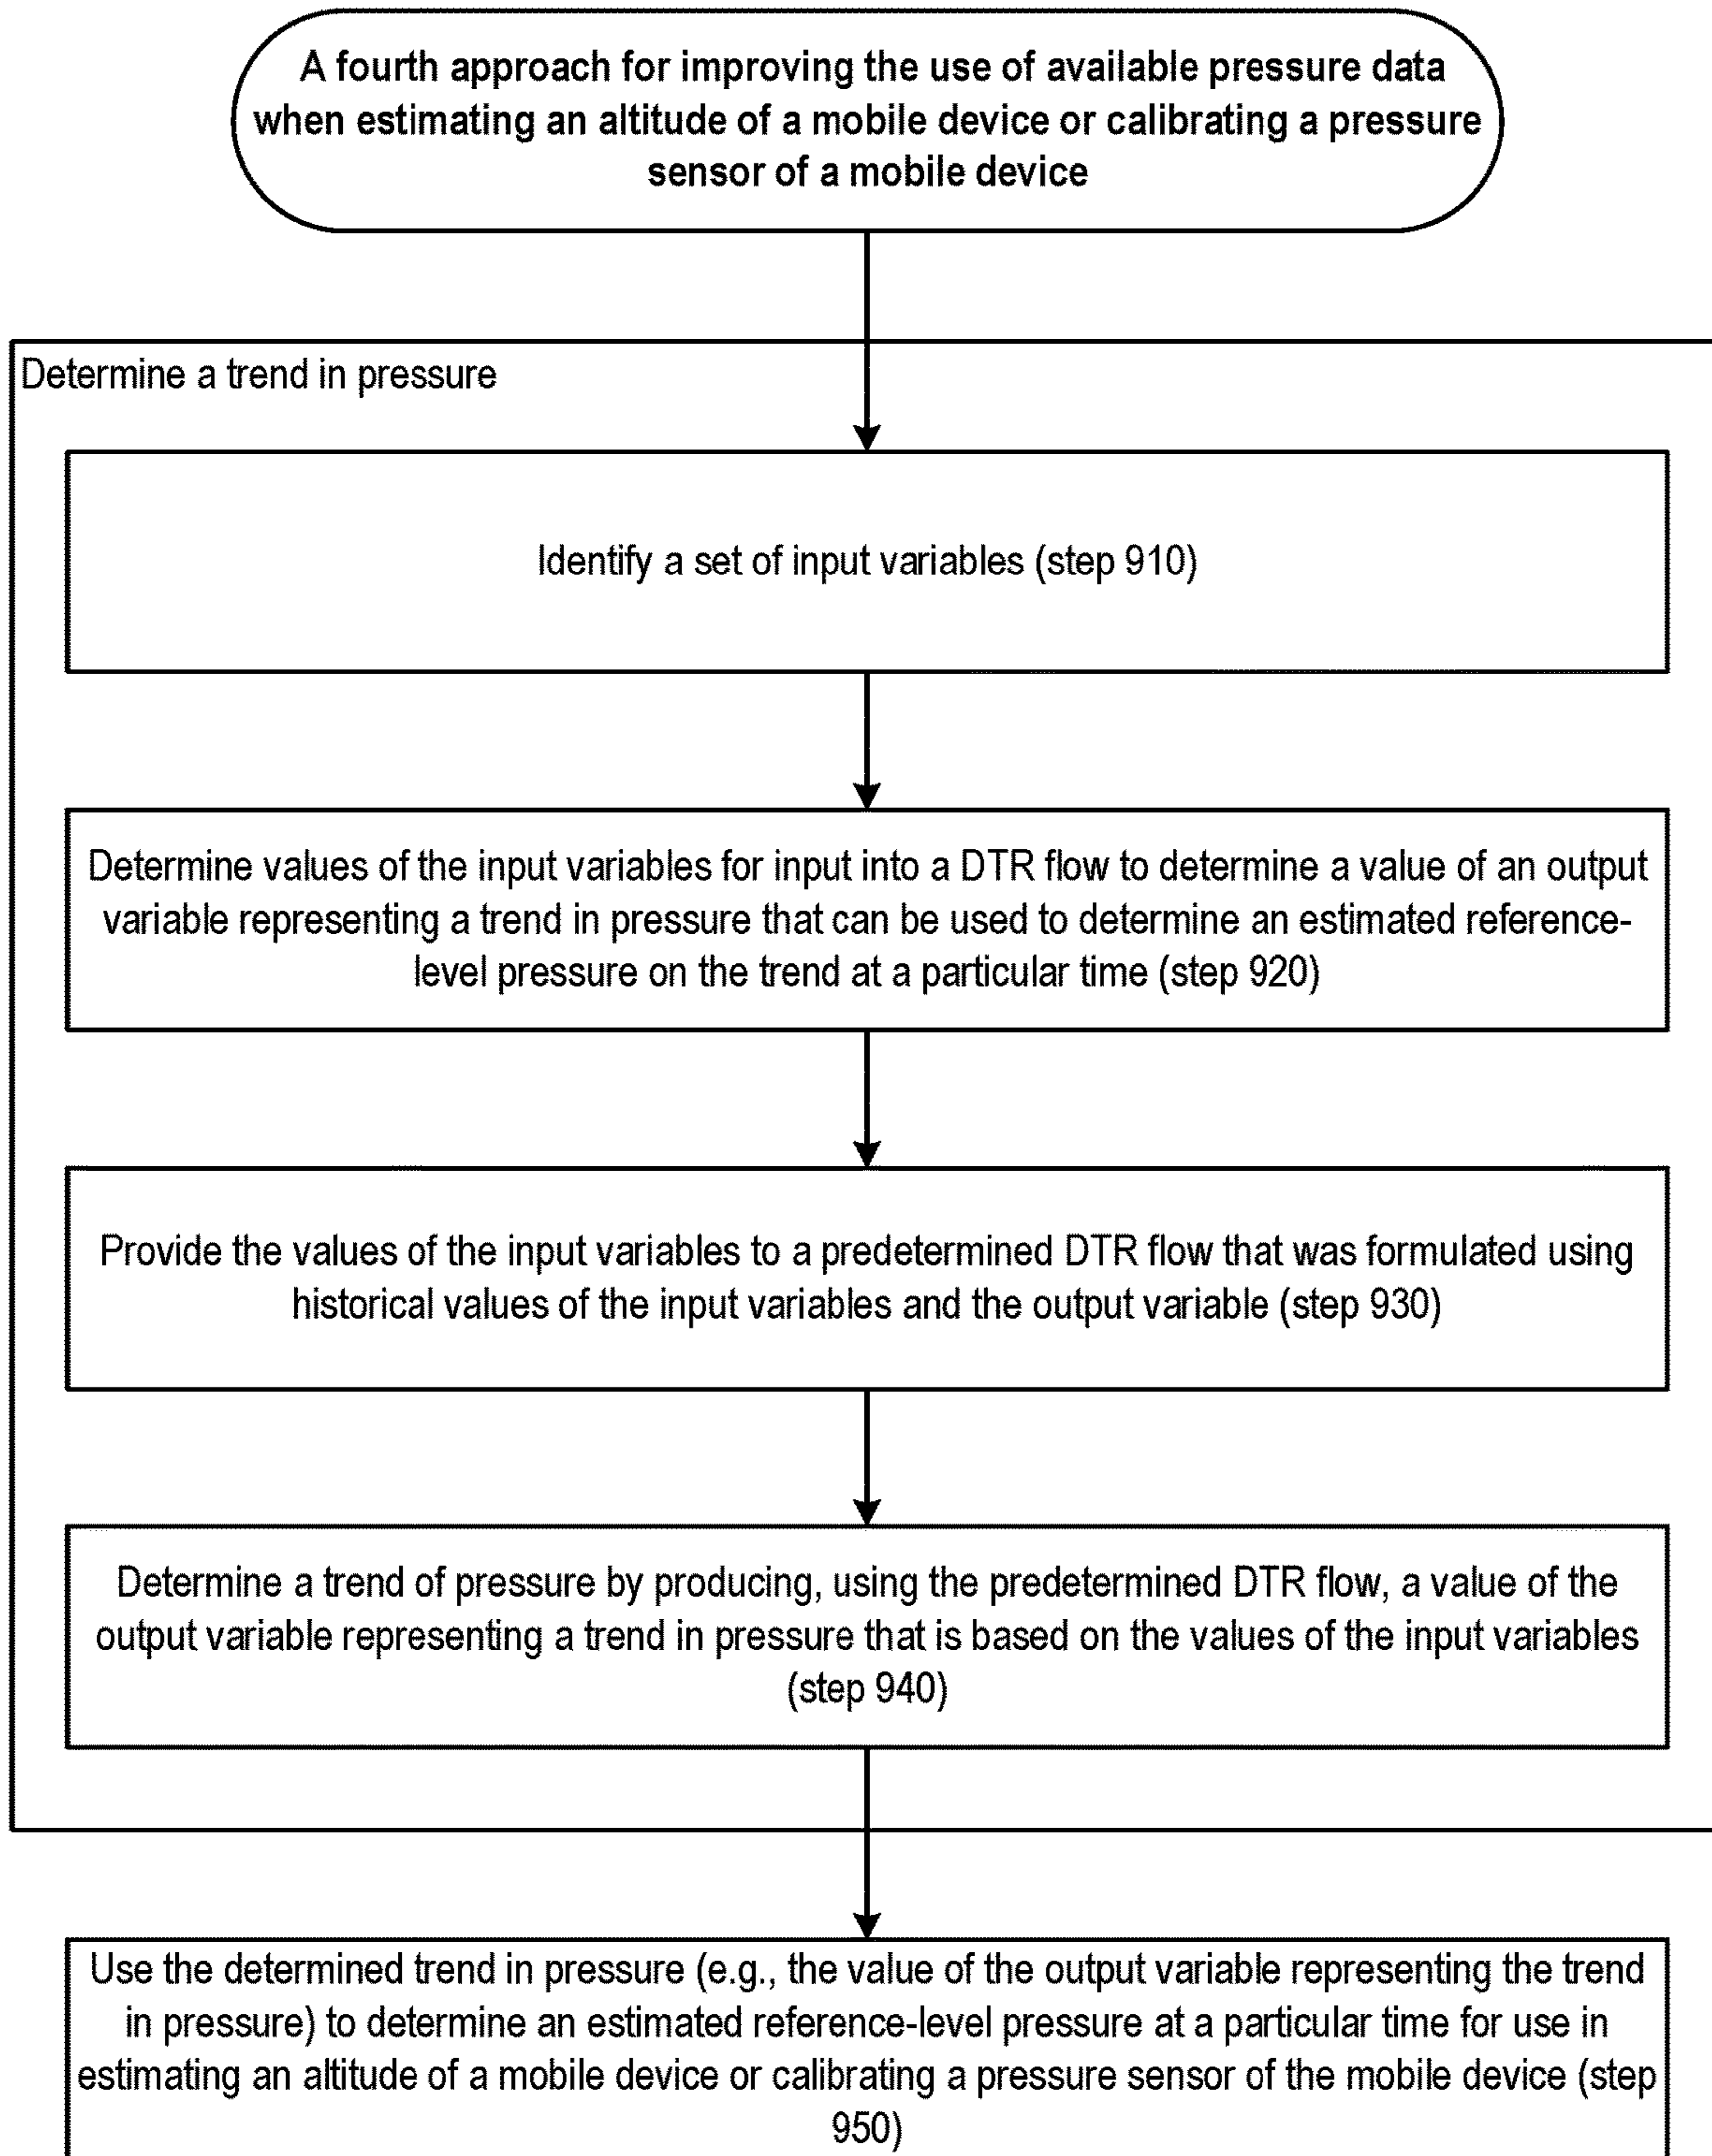 A fourth approach for improving the use of available pressure data
when estimating an altitude of a mobile device or calibrating a pressure
sensor of a mobile device
Determine a trend in pressure
Identify a set of input variables (step 910)
Determine values of the input variables for input into a DTR flow to determine a value of an output
variable representing a trend in pressure that can be used to determine an estimated reference-
level pressure on the trend at a particular time (step 920)
Provide the values of the input variables to a predetermined DTR flow that was formulated using
historical values of the input variables and the output variable (step 930)
Determine a trend of pressure by producing, using the predetermined DTR flow, a value of the
output variable representing a trend in pressure that is based on the values of the input variables
(step 940)
Use the determined trend in pressure (e.g., the value of the output variable representing the trend
in pressure) to determine an estimated reference-level pressure at a particular time for use in
estimating an altitude of a mobile device or calibrating a pressure sensor of the mobile device (step
950)